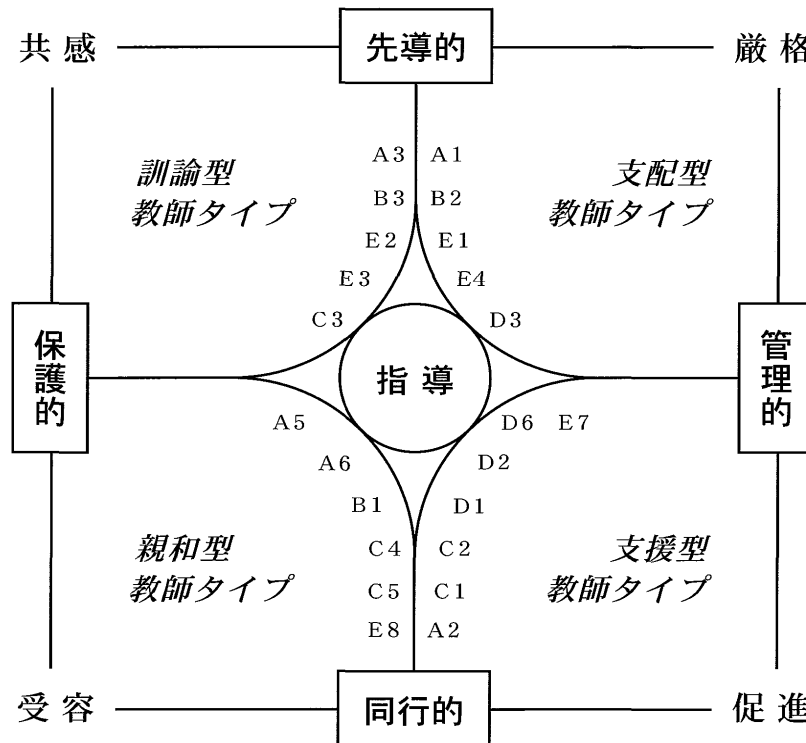 共感 先導的 厳格
訓諭型
教師タイプ
支配型
教師タイプ
A3 A1
B3 B2
E2 E1
E3 E4
C3 D3
保護的
指導
管理的
A5 D6 E7
A6 D2
B1 D1
C4 C2
C5 C1
E8 A2
親和型
教師タイプ
支援型
教師タイプ
受容 同行的 促進